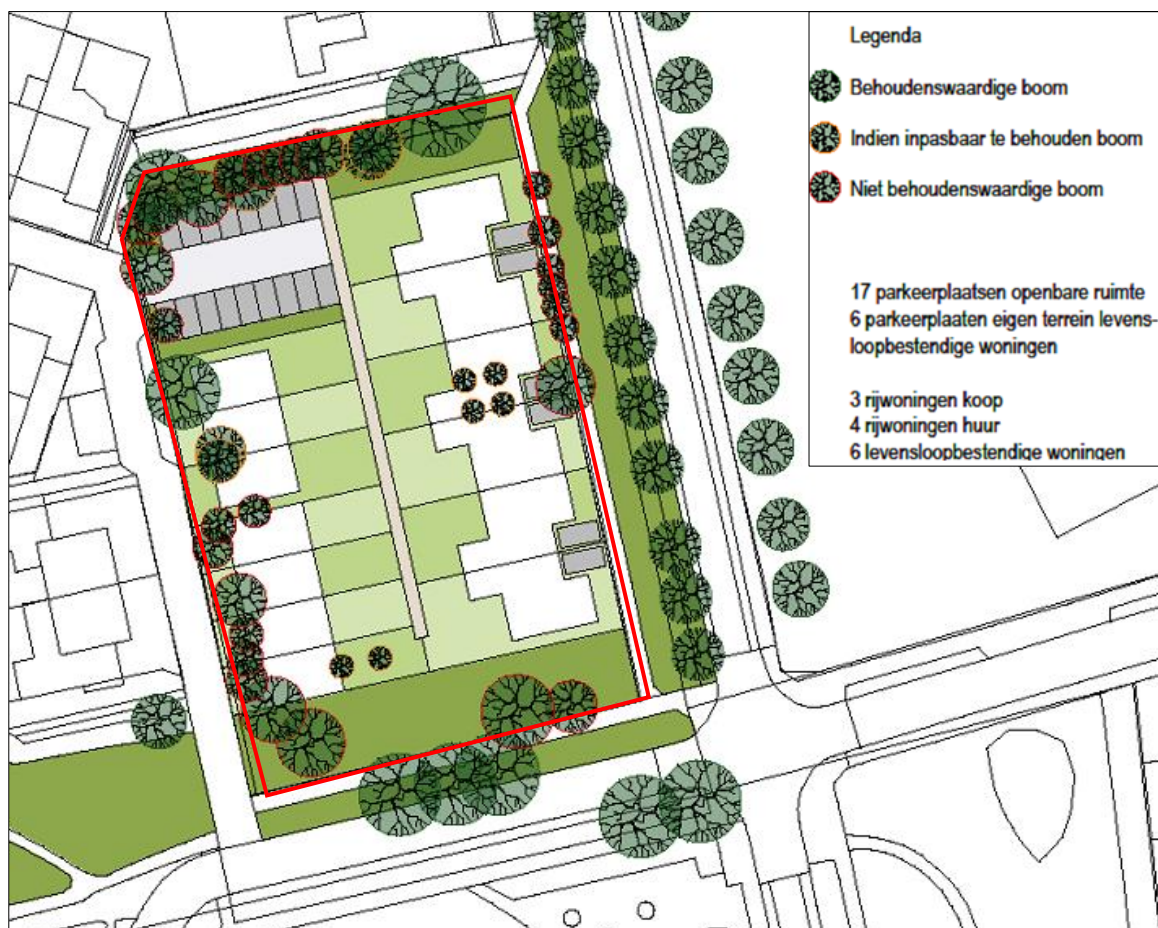 Legenda
Behoudenswaardige boom
Indien inpasbaar te behouden boom
Niet behoudenswaardige boom
17 parkeerplaatsen openbare ruimte
6 parkeerplaaten eigen terrein levens-
loopbestendige woningen
3 rijwoningen koop
4 rijwoningen huur
6 levensloopbestendige woningen